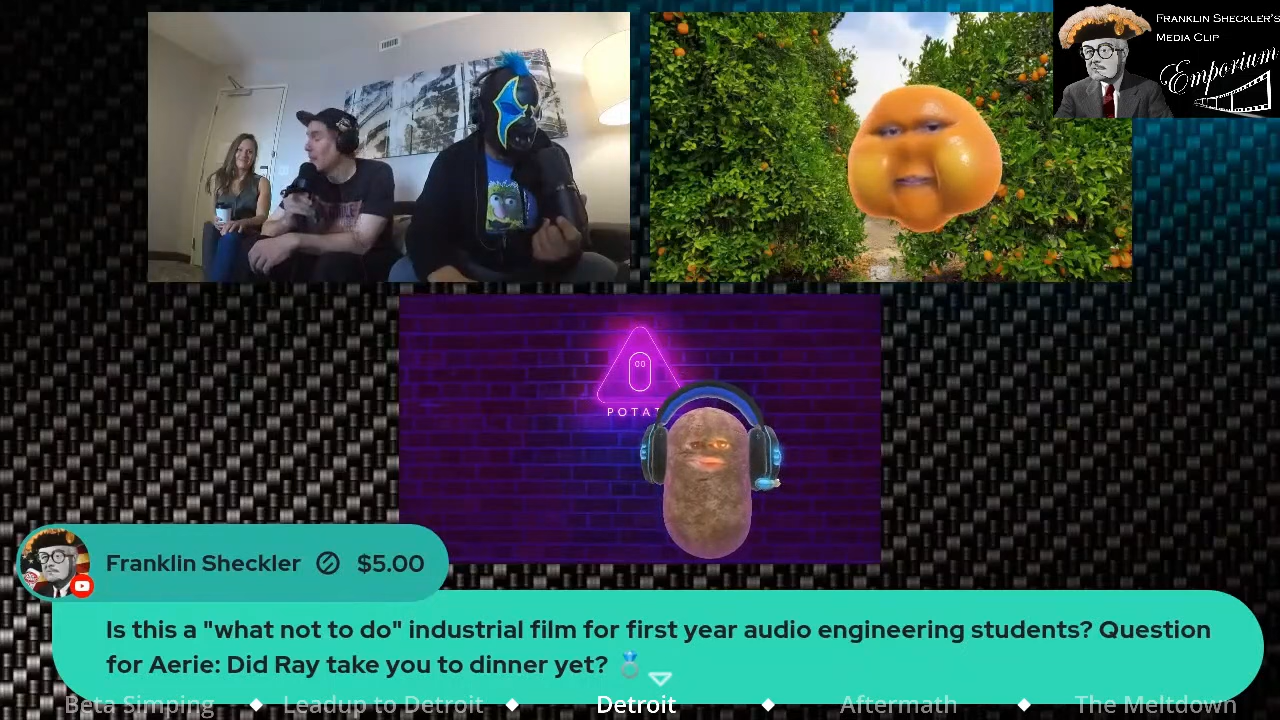 FRANKLIN SHECKLER'S
MEDIA CLIP
Emporium
POTAT
Franklin Sheckler $5.00
Is this a "what not to do" industrial film for first year audio engineering students? Question
for Aerie: Did Ray take you to dinner yet? 💍
Beta Simping ◆ Leadup to Detroit ◆ Detroit ◆ Aftermath ◆ The Meltdown